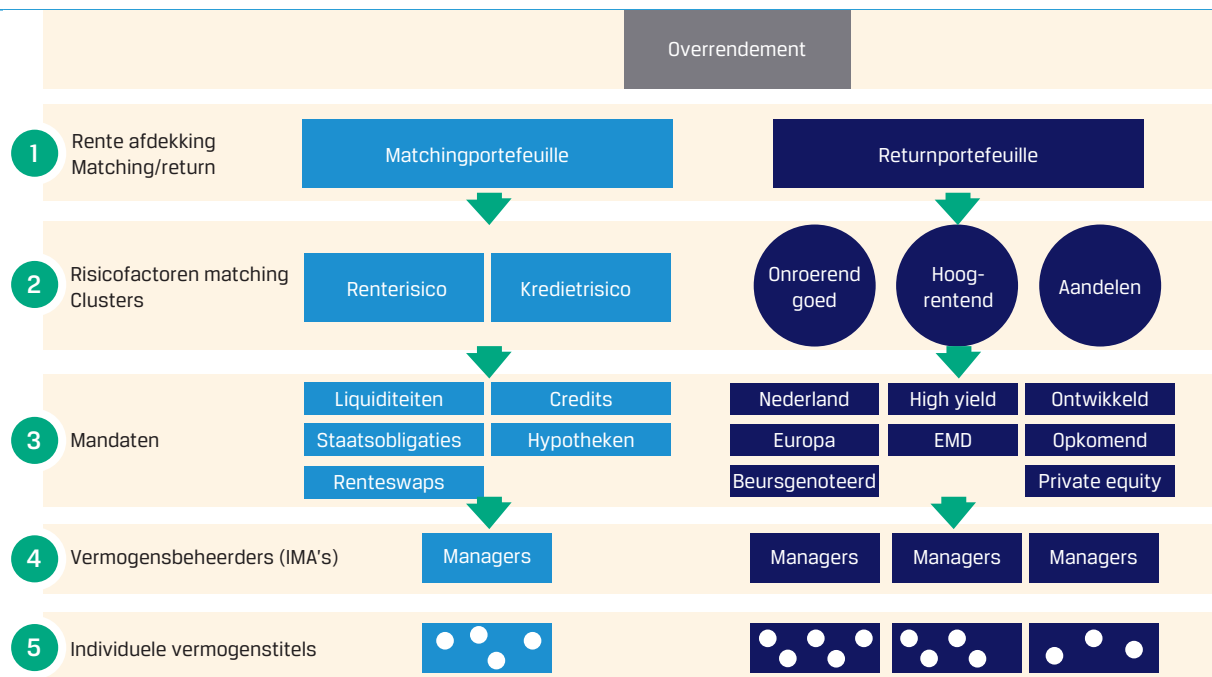 Overrendement
1
Rente afdekking
Matching/return
Matchingportefeuille
Returnportefeuille
2
Risicofactoren matching
Clusters
Renterisico
Kredietrisico
Onroerend
goed
Hoog-
rentend
Aandelen
3
Mandaten
Liquiditeiten
Credits
Nederland
High yield
Ontwikkeld
Staatsobligaties
Hypotheken
Europa
EMD
Opkomend
Renteswaps
Beursgenoteerd
Private equity
4
Vermogensbeheerders (IMA's)
Managers
Managers
Managers
Managers
5
Individuele vermogenstitels